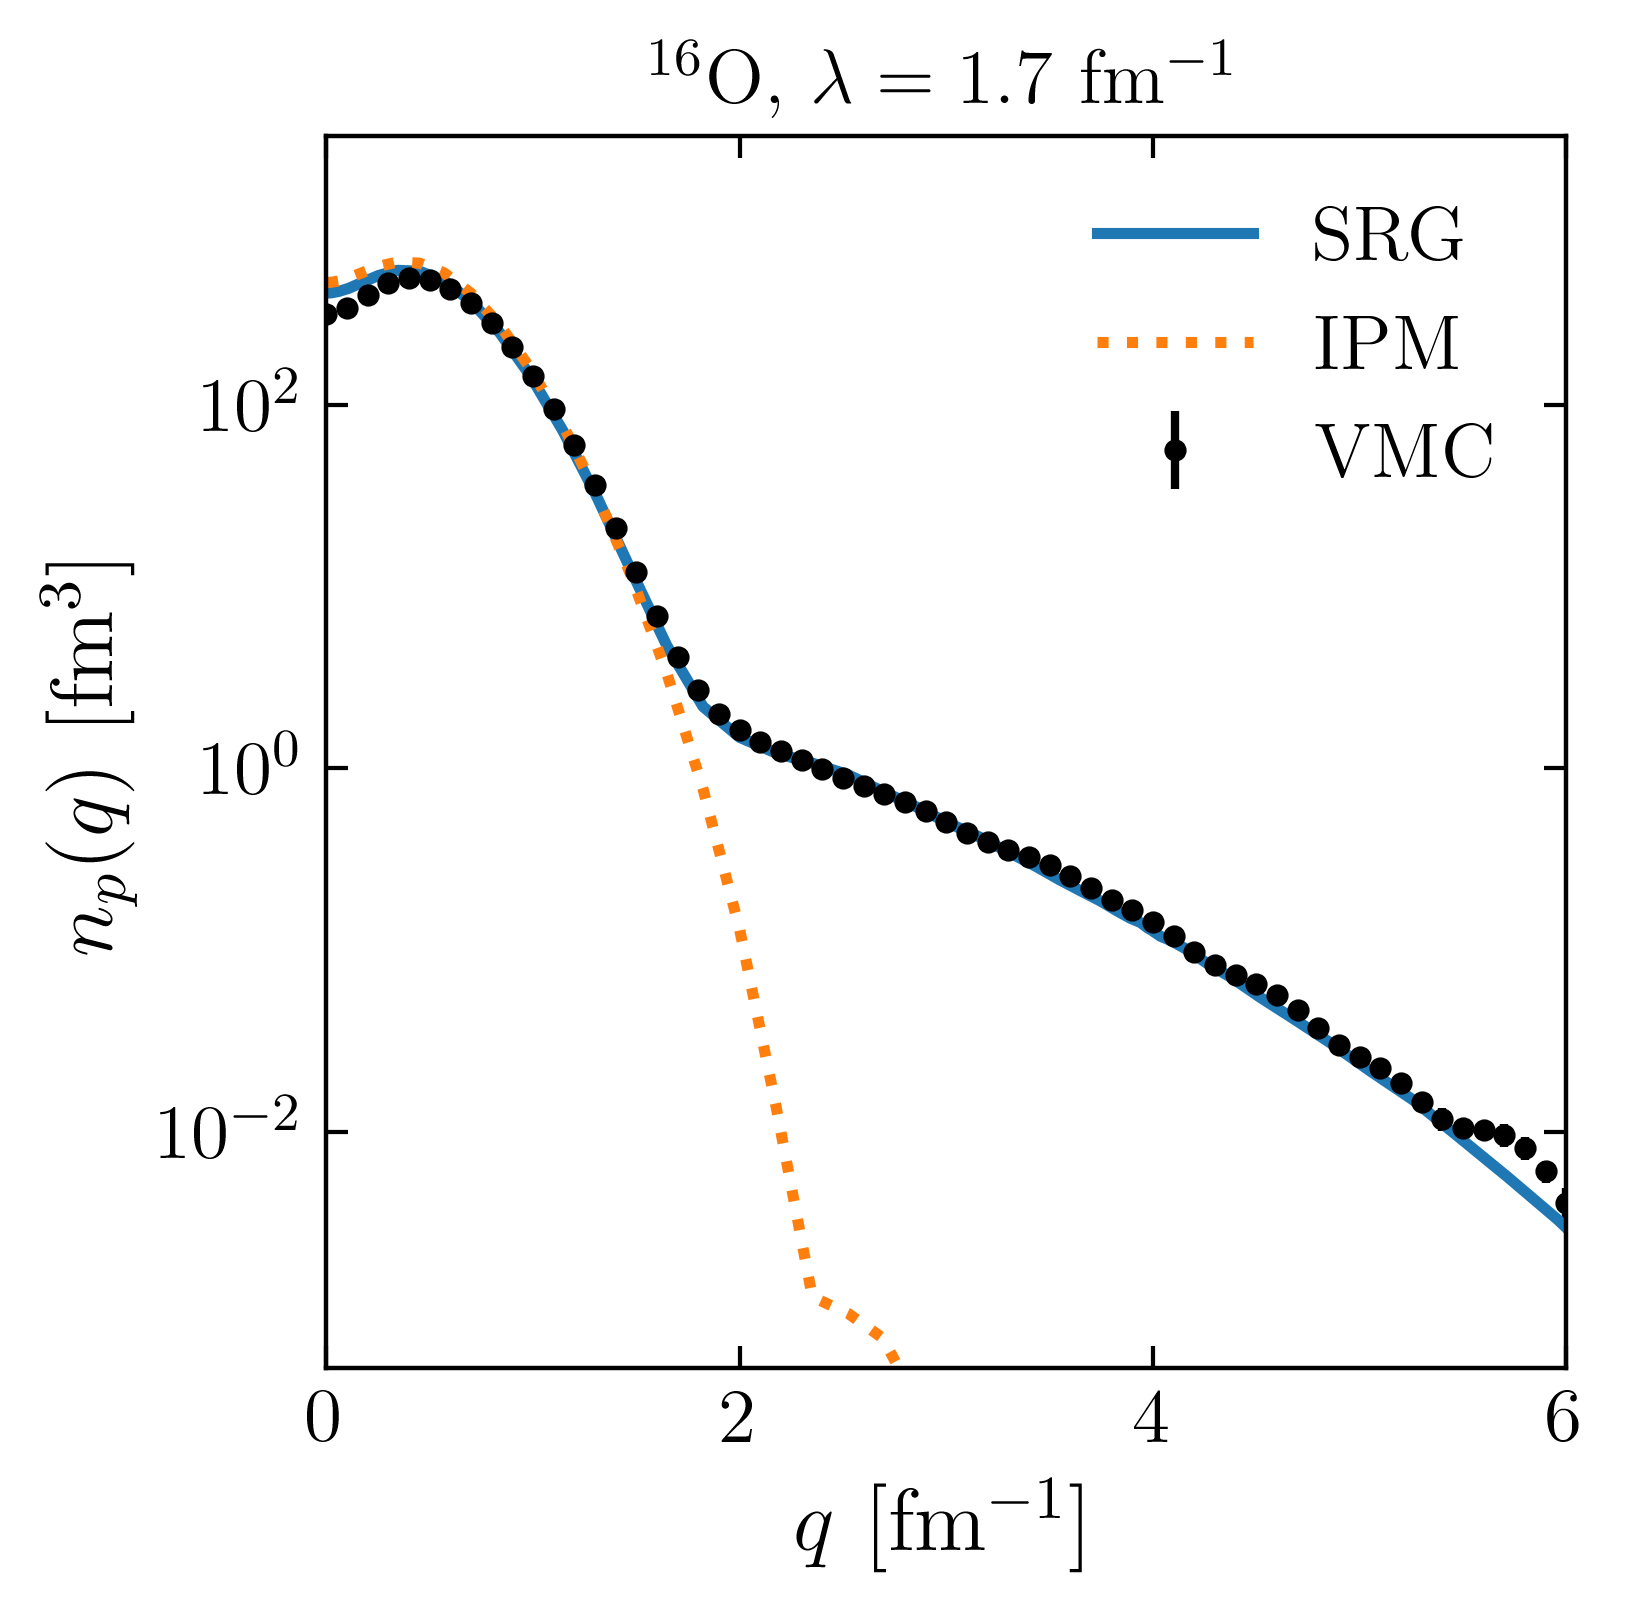 ¹⁶O, λ = 1.7 fm⁻¹
SRG
IPM
VMC
10²
10⁰
10⁻²
nₚ(q) [fm³]
0 2 4 6
q [fm⁻¹]